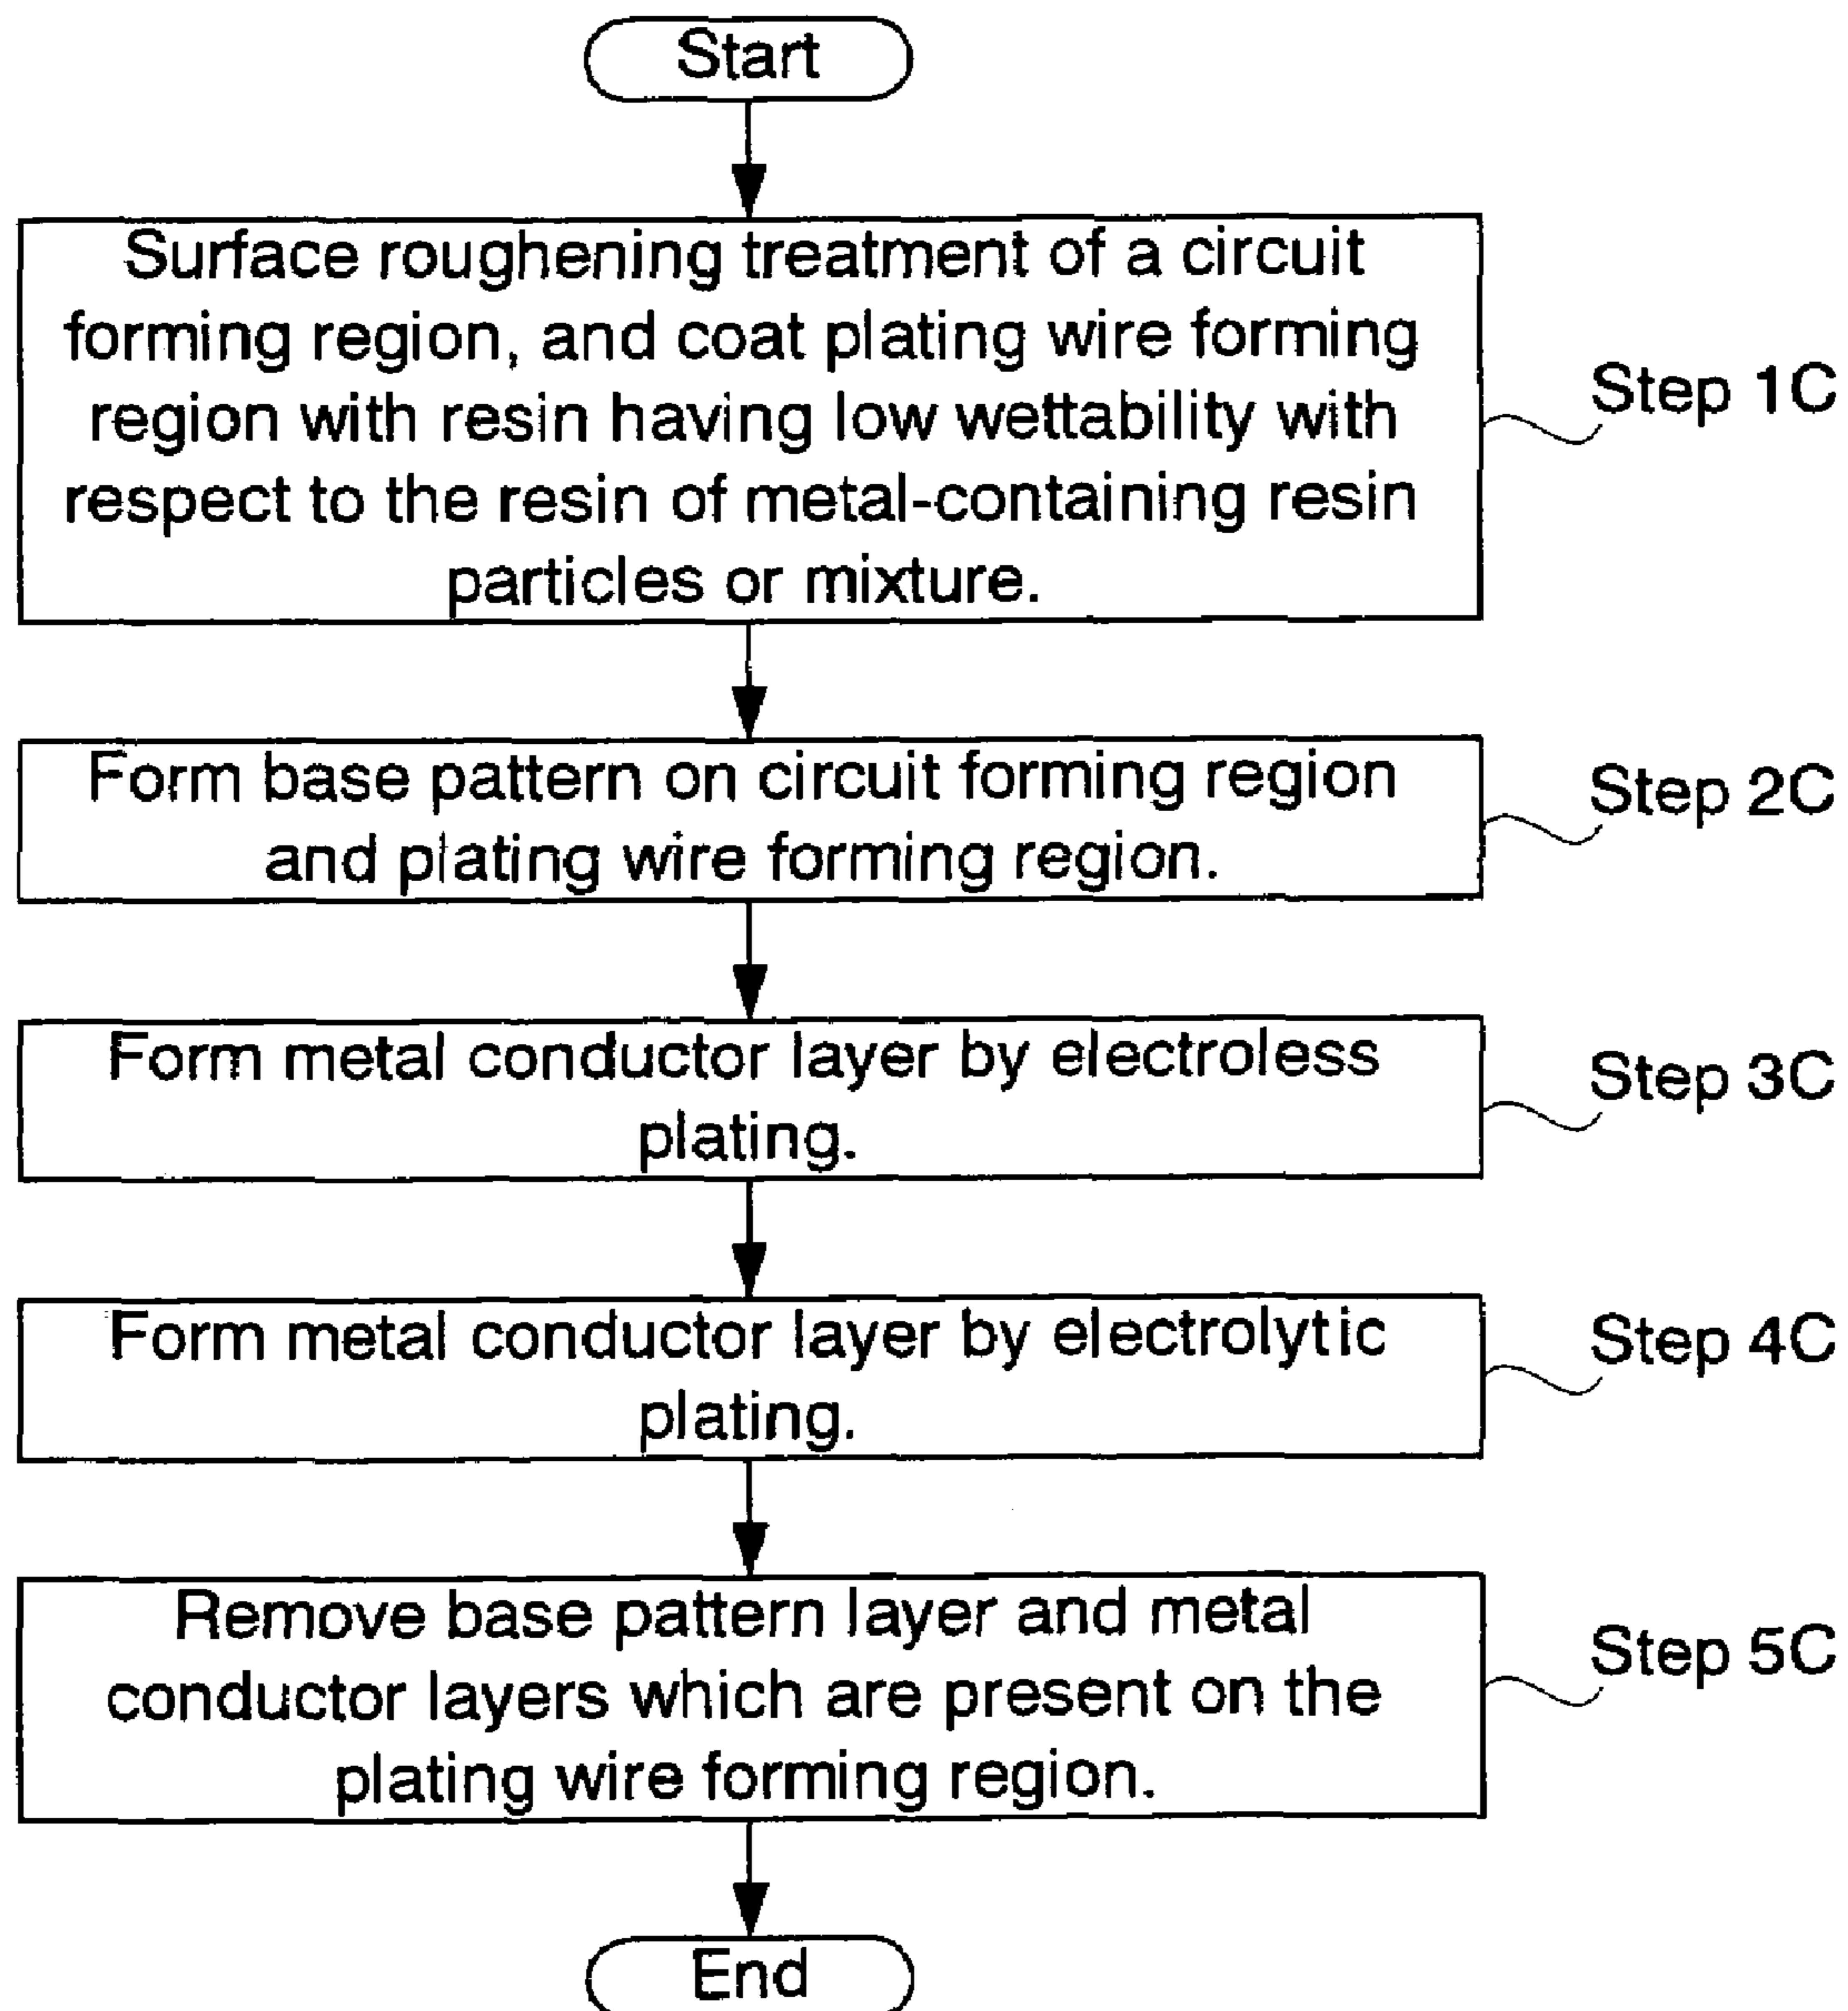 Start
Surface roughening treatment of a circuit
forming region, and coat plating wire forming
region with resin having low wettability with
respect to the resin of metal-containing resin
particles or mixture.
Step 1C
Form base pattern on circuit forming region
and plating wire forming region.
Step 2C
Form metal conductor layer by electroless
plating.
Step 3C
Form metal conductor layer by electrolytic
plating.
Step 4C
Remove base pattern layer and metal
conductor layers which are present on the
plating wire forming region.
Step 5C
End